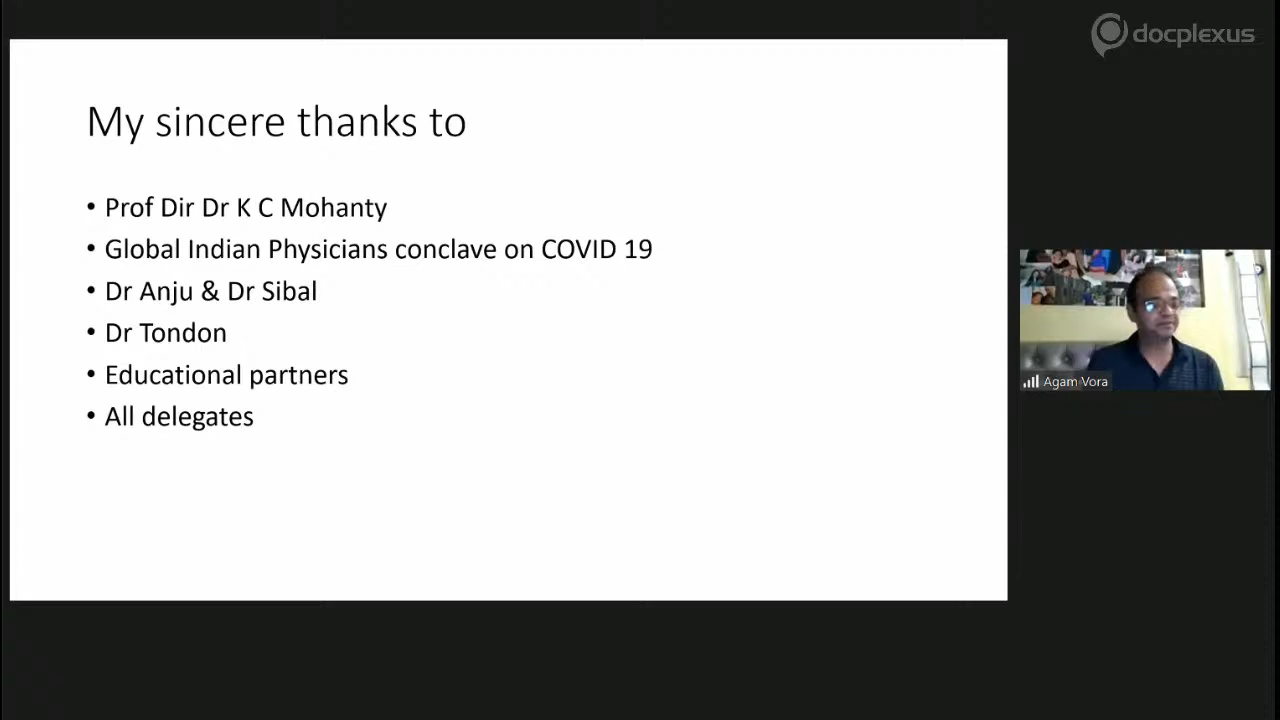 docplexus
My sincere thanks to
• Prof Dir Dr K C Mohanty
• Global Indian Physicians conclave on COVID 19
• Dr Anju & Dr Sibal
• Dr Tondon
• Educational partners
• All delegates
Agam Vora